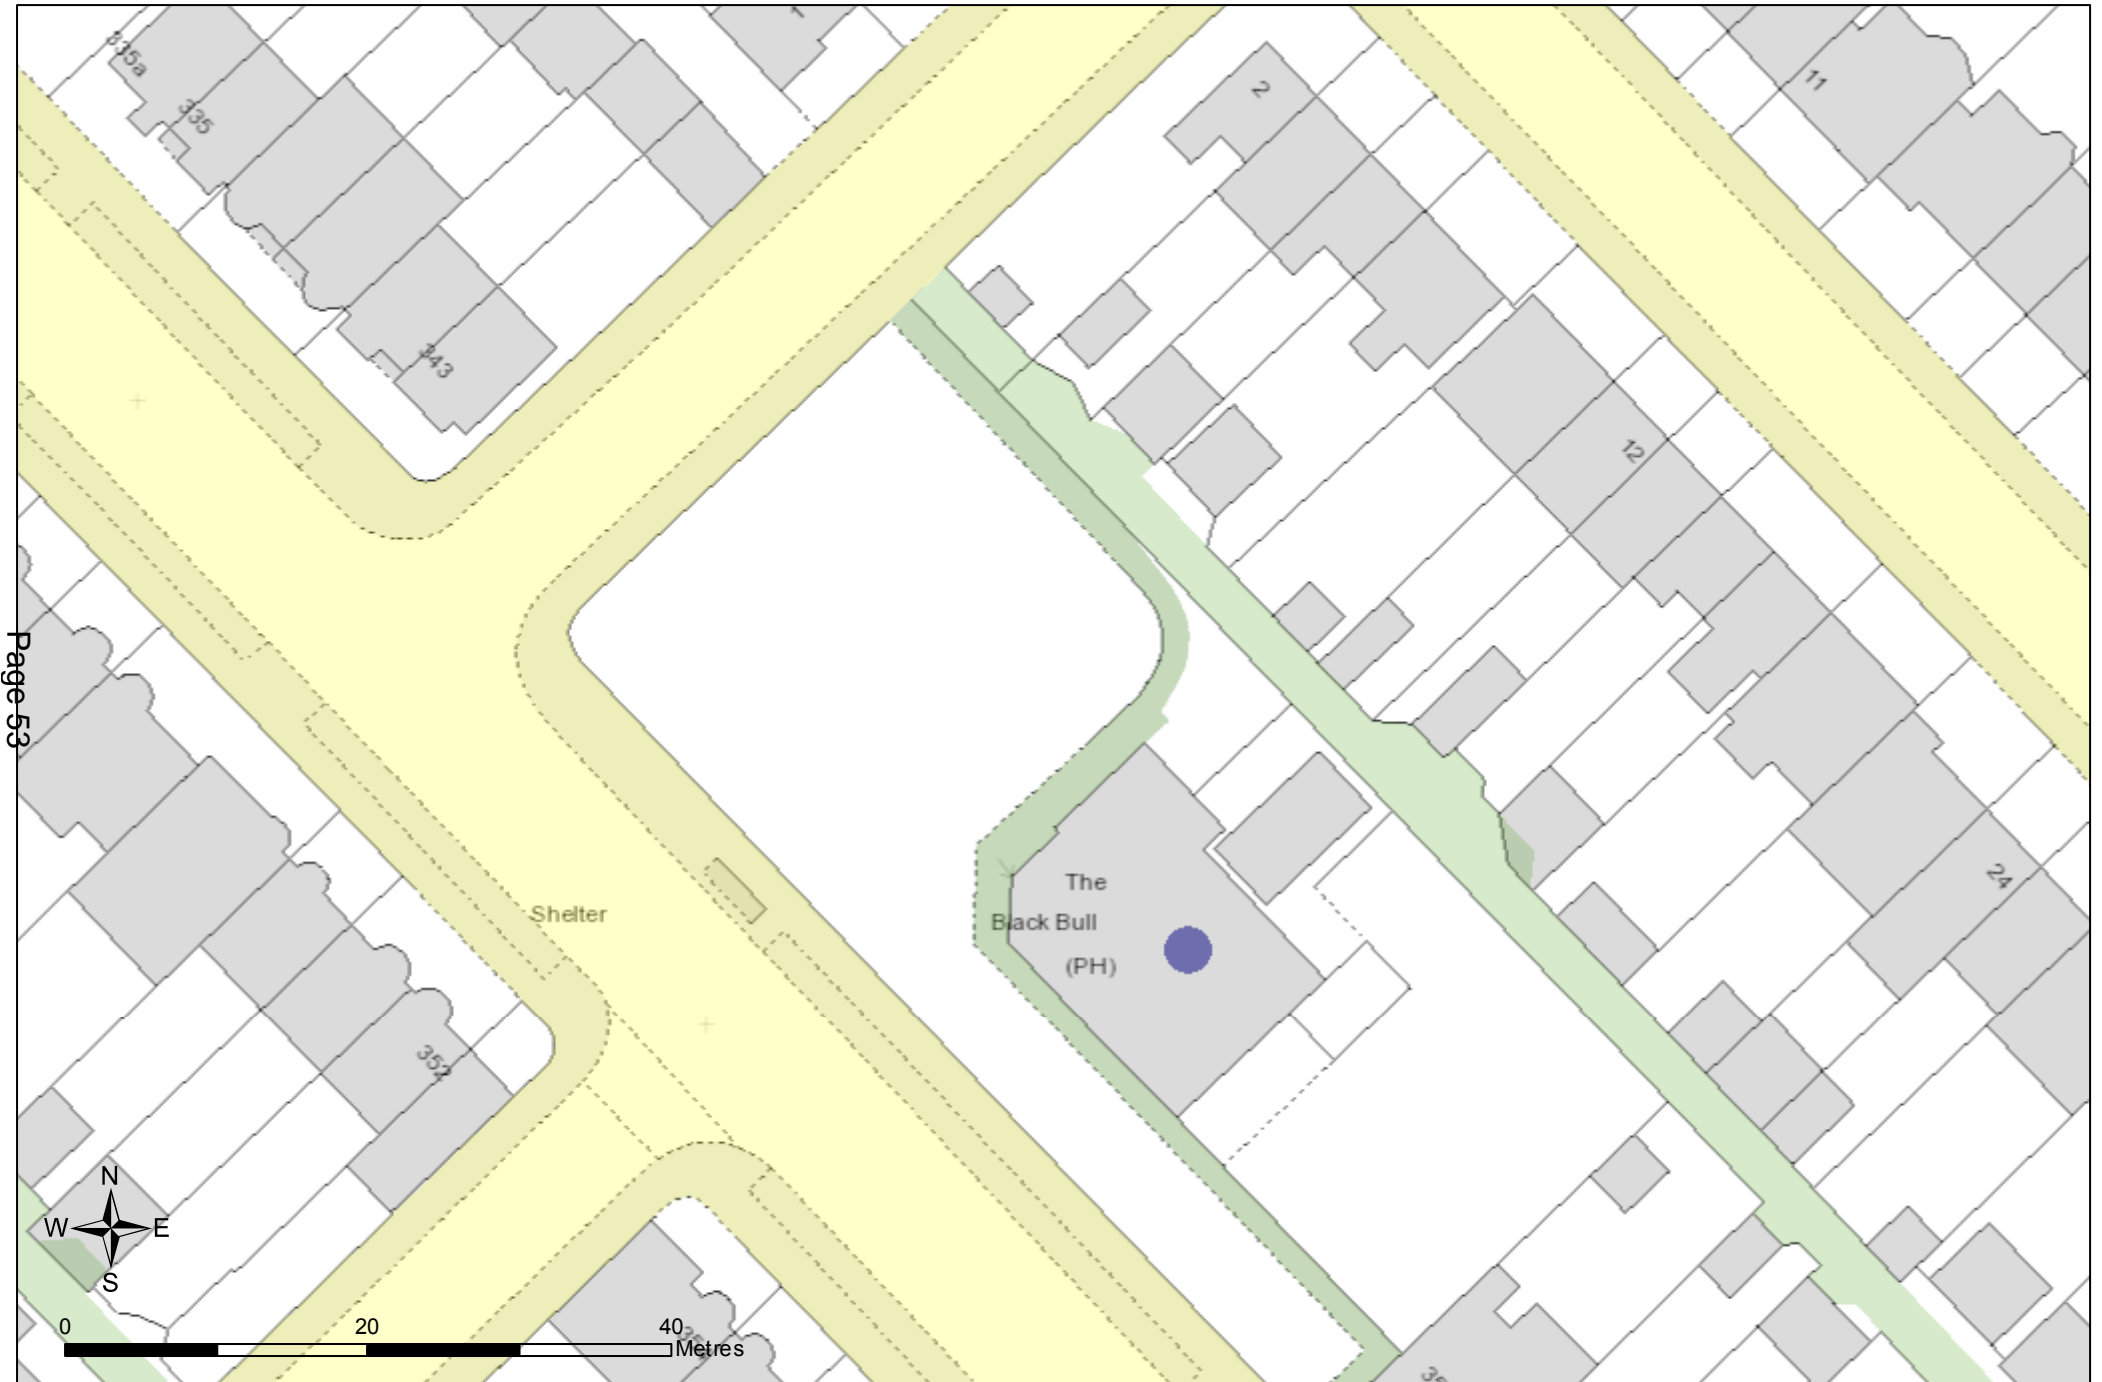 335a
335
1
2
11
343
12
Page 53
24
The
Black Bull
(PH)
Shelter
352
N
W E
S
0 20 40
Metres